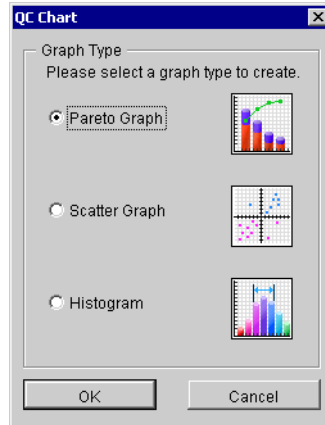 QC Chart
Graph Type
Please select a graph type to create.
Pareto Graph
Scatter Graph
Histogram
OK
Cancel